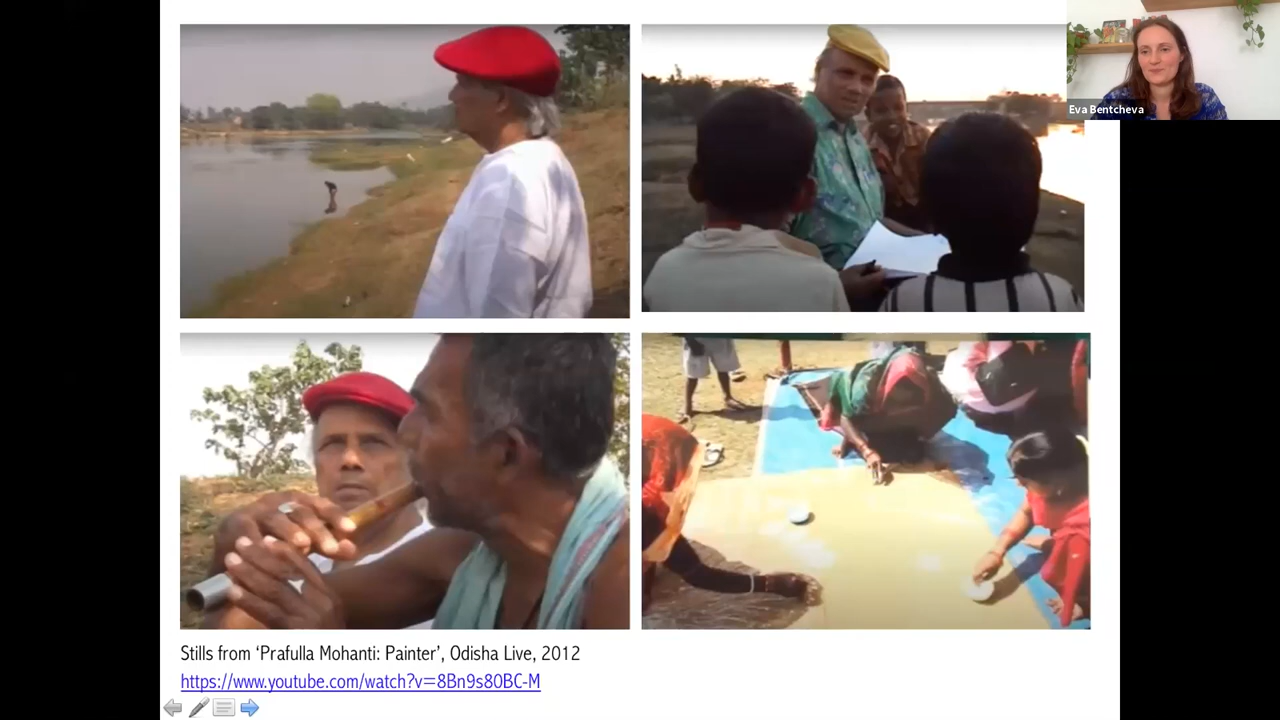 Eva Bentcheva
Stills from ‘Prafulla Mohanti: Painter’, Odisha Live, 2012
https://www.youtube.com/watch?v=8Bn9s80BC-M